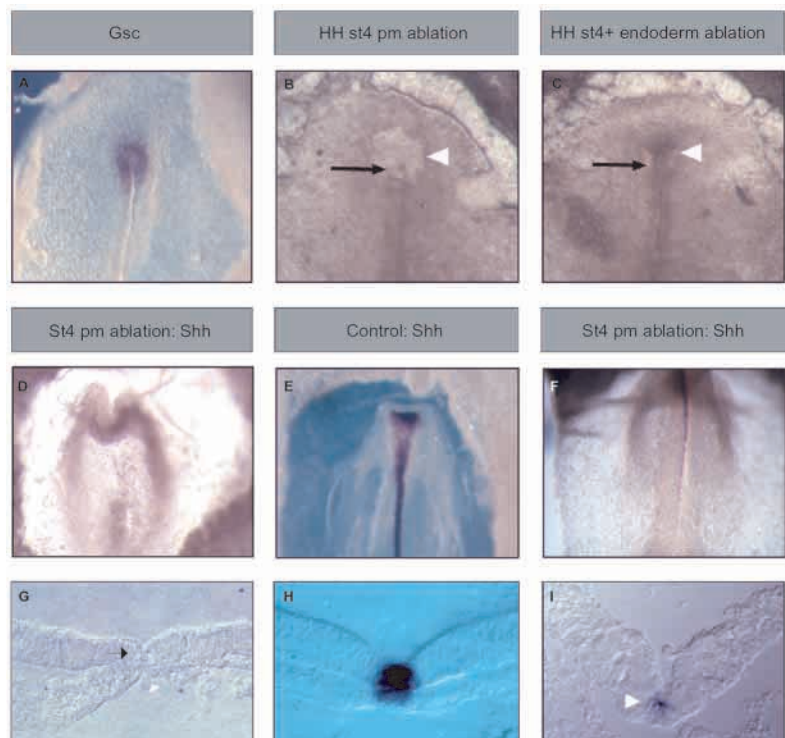 Gsc
HH st4 pm ablation
HH st4+ endoderm ablation
A
B
C
St4 pm ablation: Shh
Control: Shh
St4 pm ablation: Shh
D
E
F
G
H
I